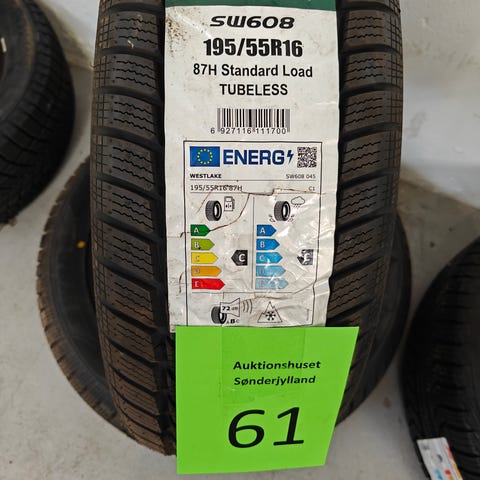 SW608
195/55R16
87H Standard Load
TUBELESS
6 927116 111700
ENERG
WESTLAKE SW608 045
195/55R16 87H C1
A
B
C
D
E
C
A
B
C
D
E
72 dB
Auktionshuset
Sønderjylland
61